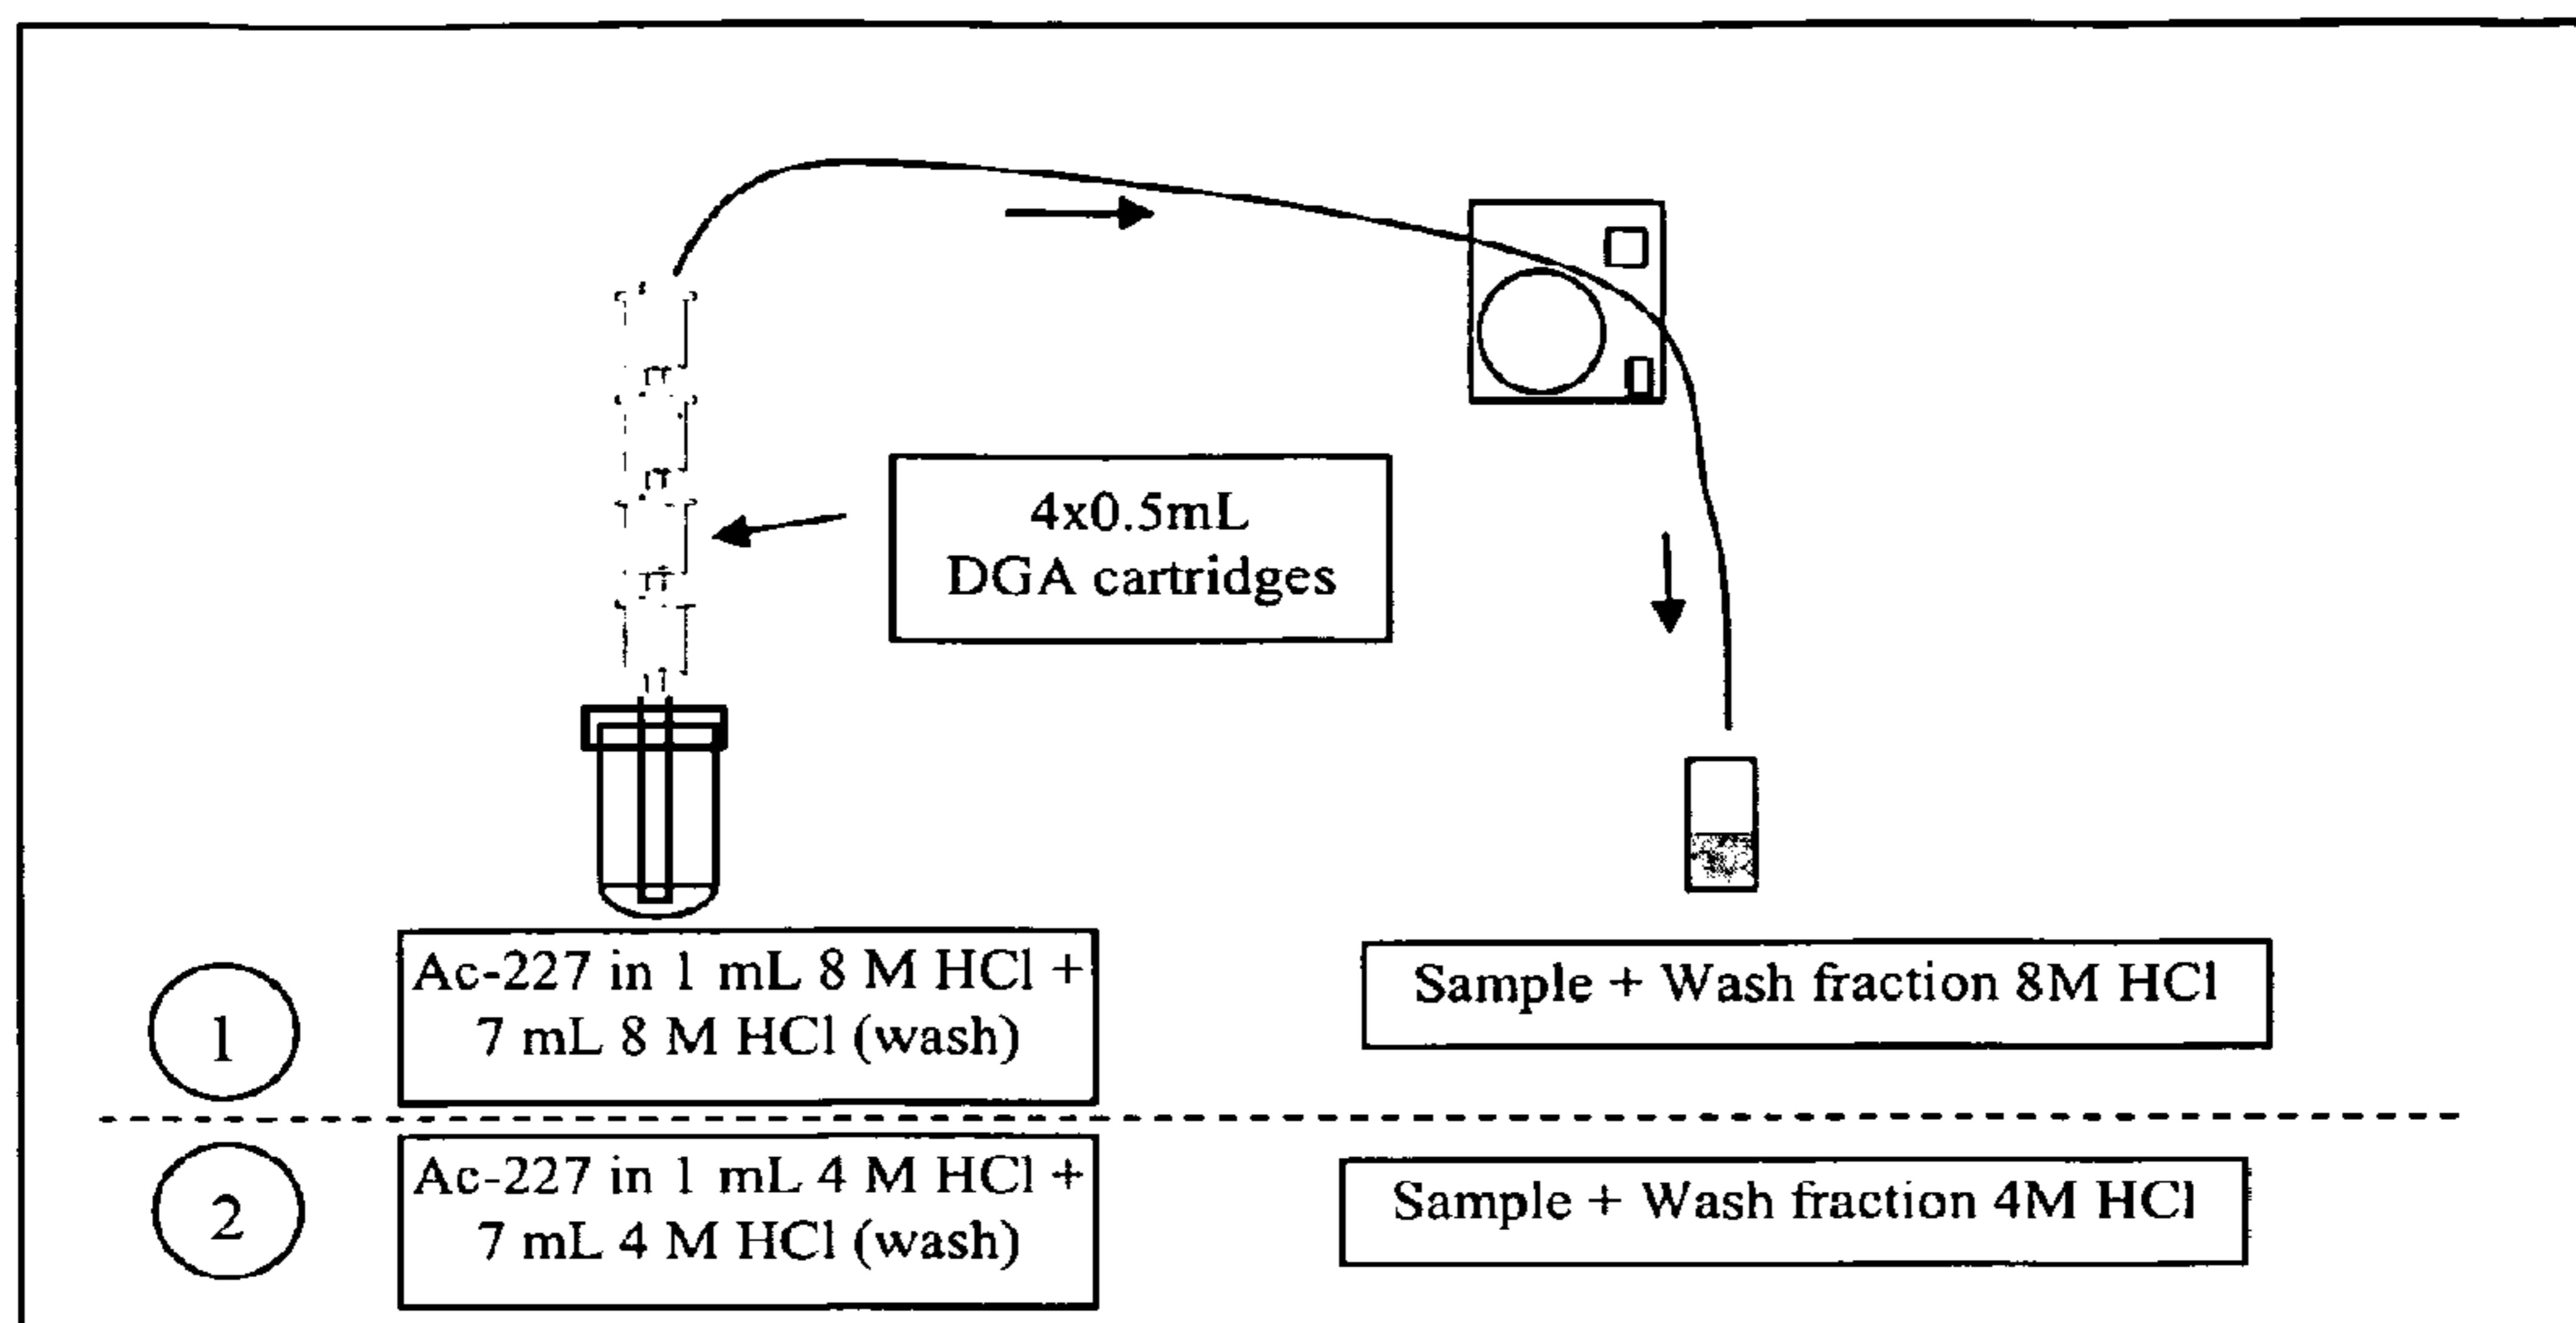 4x0.5mL
DGA cartridges
1
Ac-227 in 1 mL 8 M HCl +
7 mL 8 M HCl (wash)
Sample + Wash fraction 8M HCl
2
Ac-227 in 1 mL 4 M HCl +
7 mL 4 M HCl (wash)
Sample + Wash fraction 4M HCl